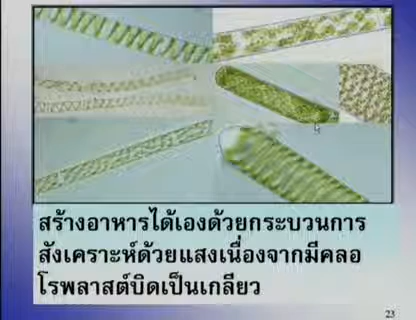 สร้างอาหารได้เองด้วยกระบวนการ
สังเคราะห์ด้วยแสงเนื่องจากมีคลอ
โรพลาสต์บิดเป็นเกลียว
23